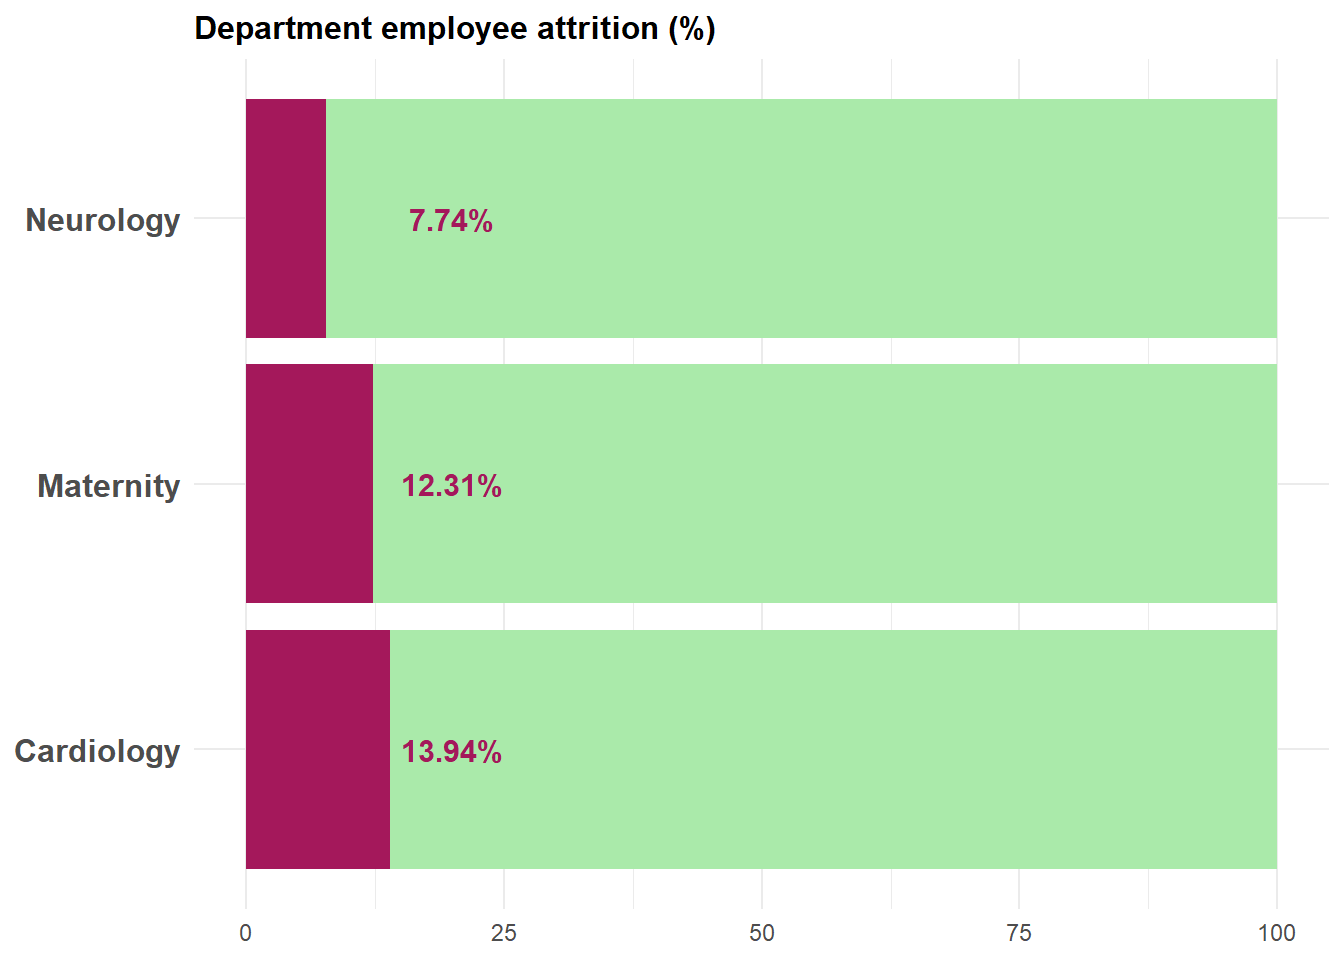 Department employee attrition (%)
Neurology
7.74%
Maternity
12.31%
Cardiology
13.94%
0 25 50 75 100